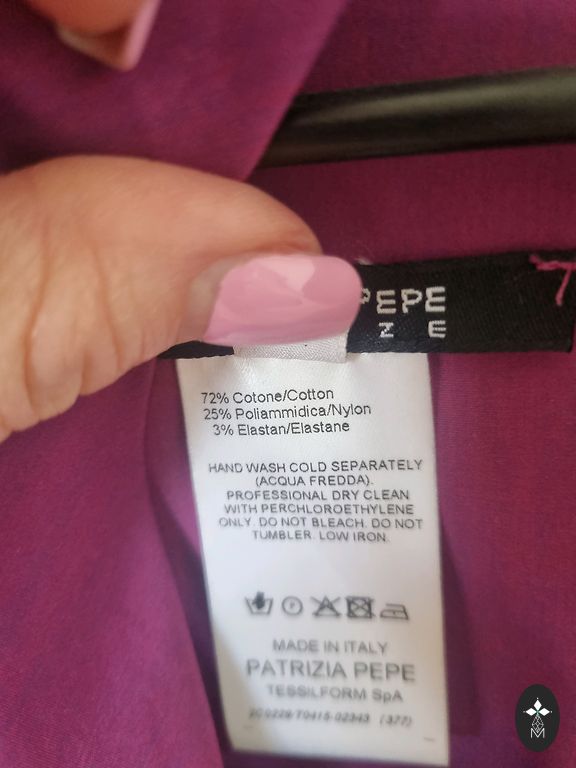 PEPE
Z E
72% Cotone/Cotton
25% Poliammidica/Nylon
3% Elastan/Elastane
HAND WASH COLD SEPARATELY
(ACQUA FREDDA).
PROFESSIONAL DRY CLEAN
WITH PERCHLOROETHYLENE
ONLY. DO NOT BLEACH. DO NOT
TUMBLER. LOW IRON.
MADE IN ITALY
PATRIZIA PEPE
TESSILFORM SpA
(377)